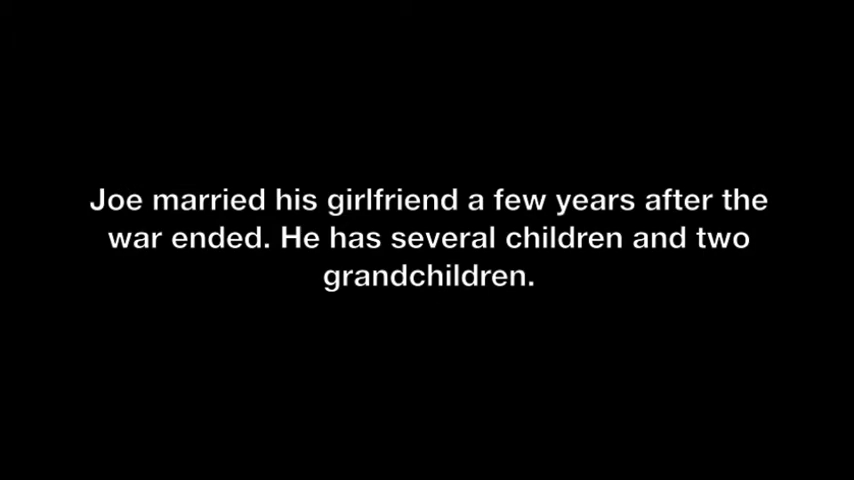 Joe married his girlfriend a few years after the
war ended. He has several children and two
grandchildren.